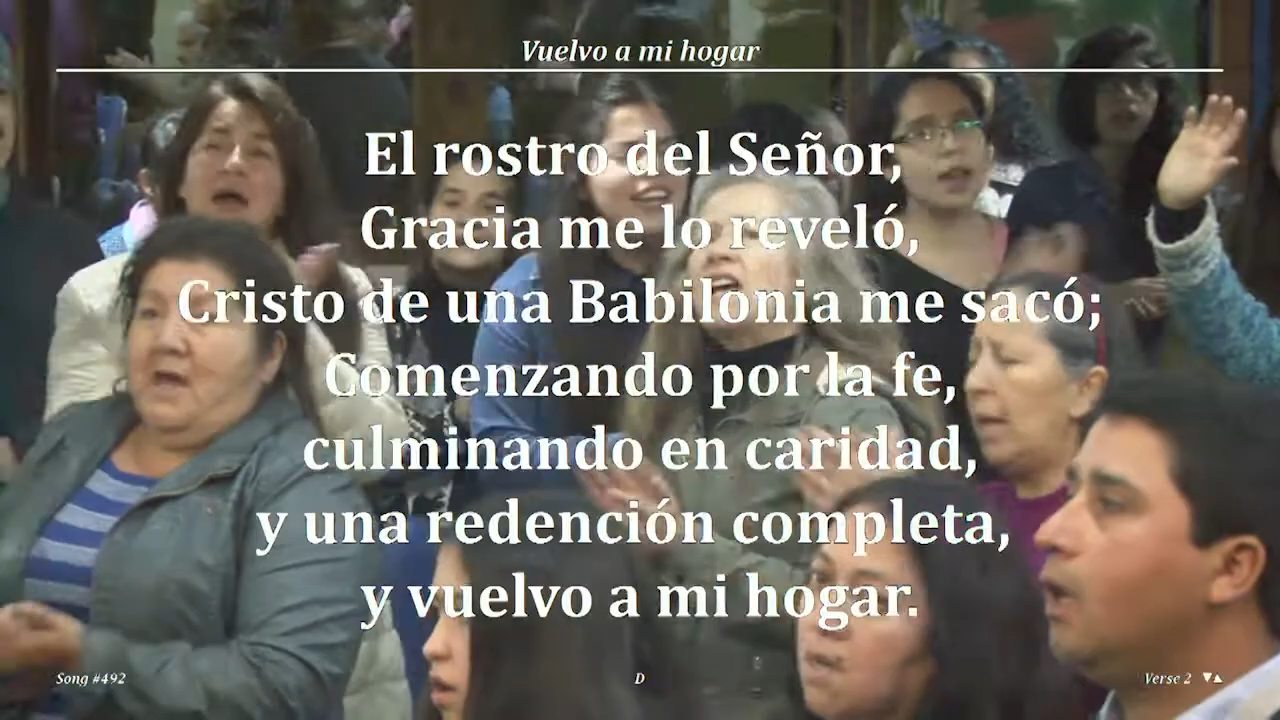 Vuelvo a mi hogar
El rostro del Señor,
Gracia me lo reveló,
Cristo de una Babilonia me sacó;
Comenzando por la fe,
culminando en caridad,
y una redención completa,
y vuelvo a mi hogar.
Song #492 D Verse 2 ▼▲